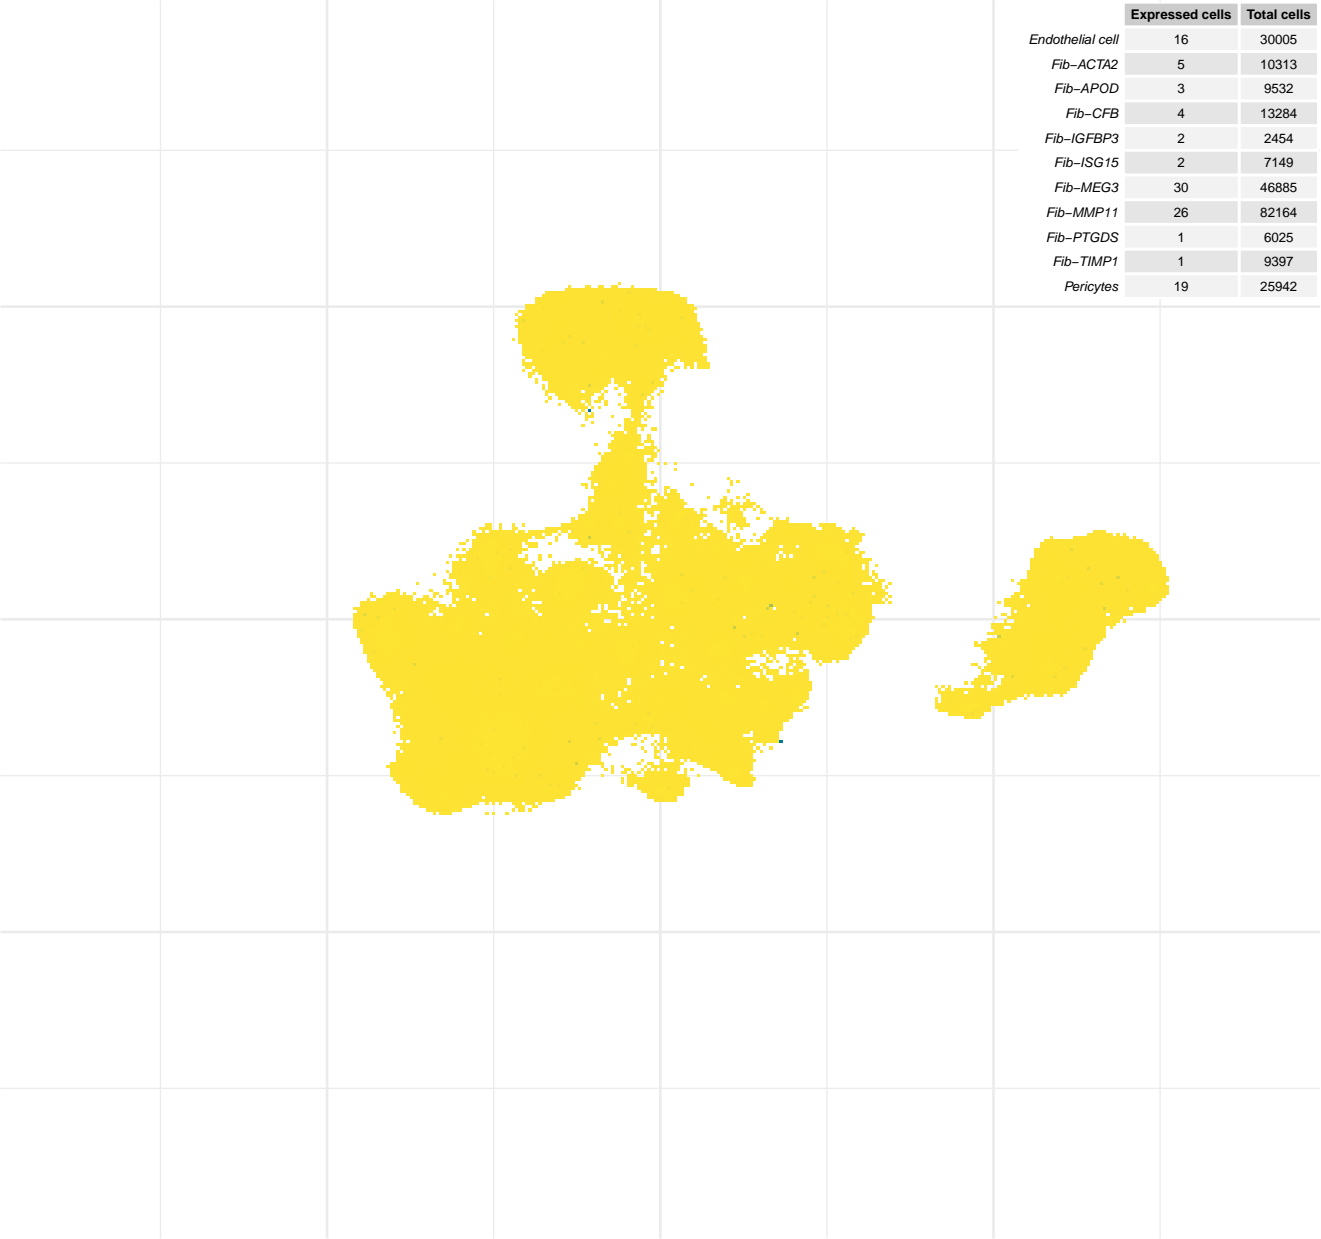 Expressed cells Total cells
Endothelial cell 16 30005
Fib−ACTA2 5 10313
Fib−APOD 3 9532
Fib−CFB 4 13284
Fib−IGFBP3 2 2454
Fib−ISG15 2 7149
Fib−MEG3 30 46885
Fib−MMP11 26 82164
Fib−PTGDS 1 6025
Fib−TIMP1 1 9397
Pericytes 19 25942